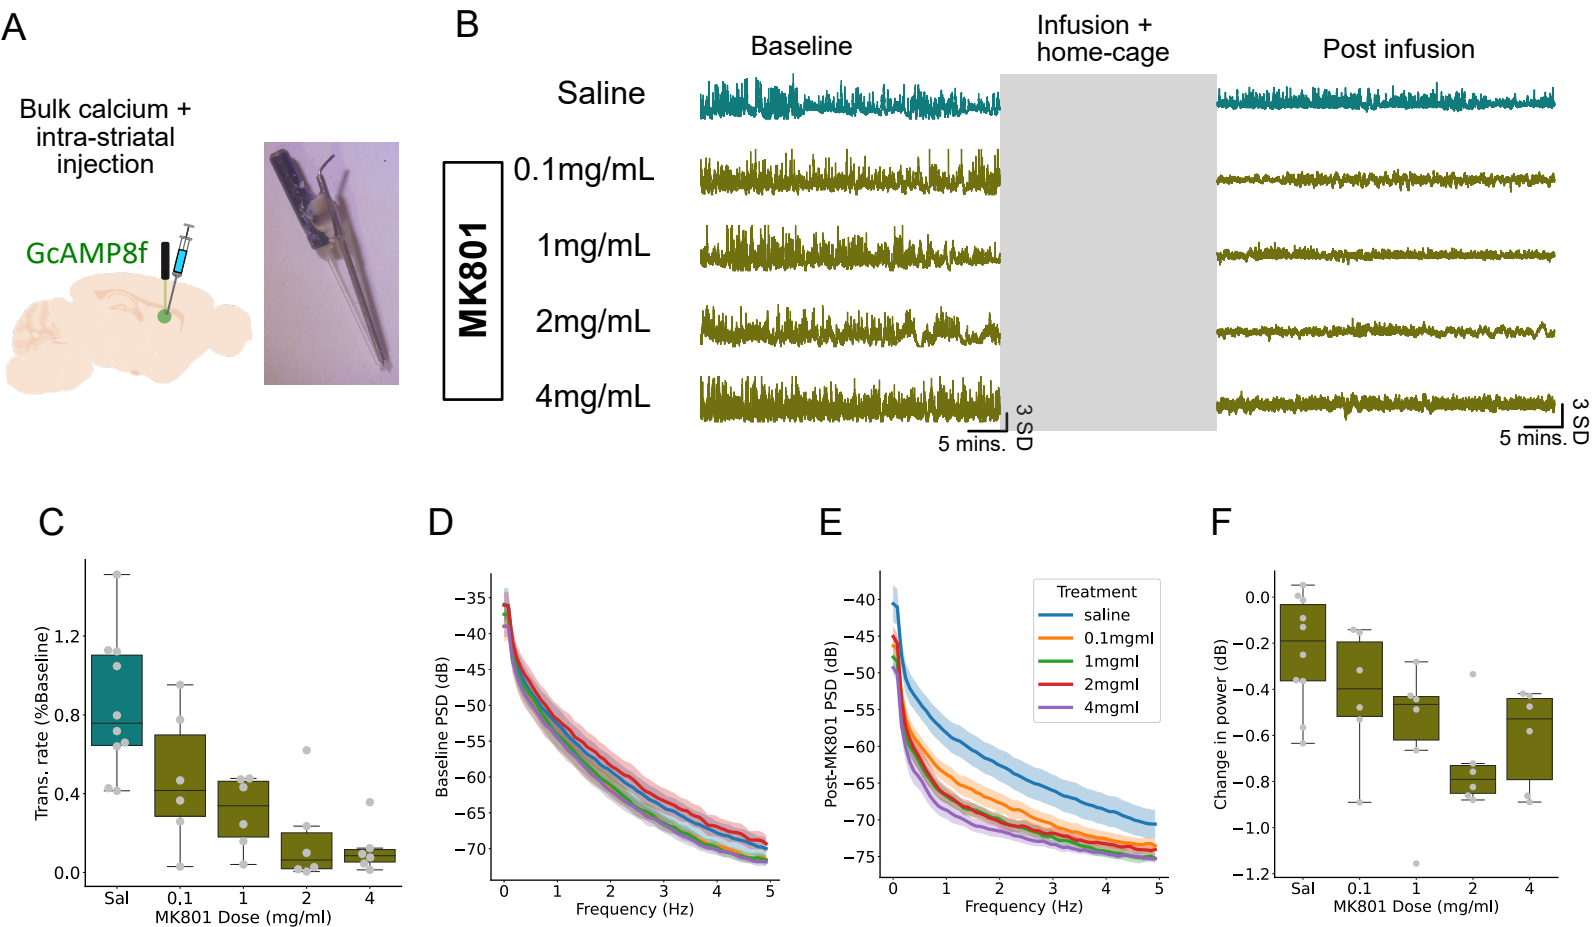 A
Bulk calcium +
intra-striatal
injection
GcAMP8f
B
Baseline
Infusion +
home-cage
Post infusion
Saline
MK801
0.1mg/mL
1mg/mL
2mg/mL
4mg/mL
5 mins.
3 SD
5 mins.
3 SD
C
Trans. rate (%Baseline)
1.2
0.8
0.4
0.0
Sal 0.1 1 2 4
MK801 Dose (mg/ml)
D
Baseline PSD (dB)
−35
−40
−45
−50
−55
−60
−65
−70
0 1 2 3 4 5
Frequency (Hz)
E
Post-MK801 PSD (dB)
−40
−45
−50
−55
−60
−65
−70
−75
0 1 2 3 4 5
Frequency (Hz)
Treatment
saline
0.1mgml
1mgml
2mgml
4mgml
F
Change in power (dB)
0.0
−0.2
−0.4
−0.6
−0.8
−1.0
−1.2
Sal 0.1 1 2 4
MK801 Dose (mg/ml)